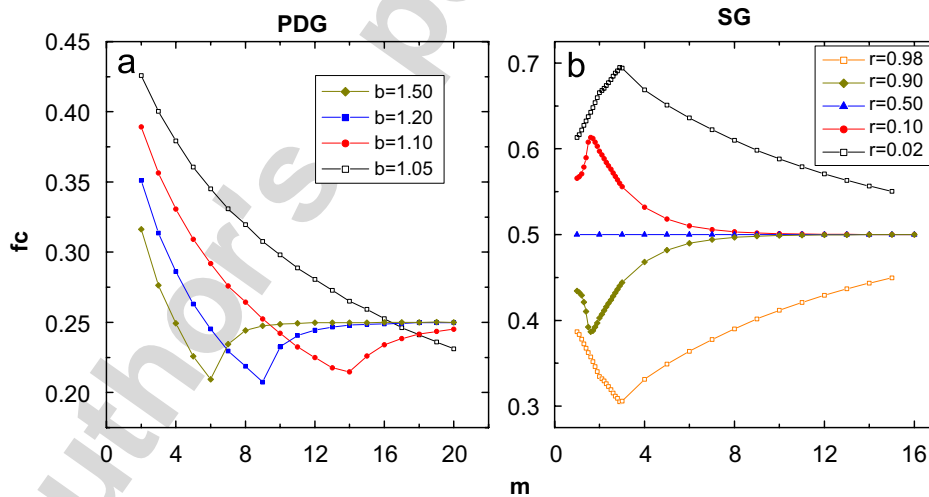 PDG
SG
a
b=1.50
b=1.20
b=1.10
b=1.05
0.45
0.40
0.35
0.30
0.25
0.20
0 4 8 12 16 20
fc
b
r=0.98
r=0.90
r=0.50
r=0.10
r=0.02
0.7
0.6
0.5
0.4
0.3
0 4 8 12 16
m
author's p